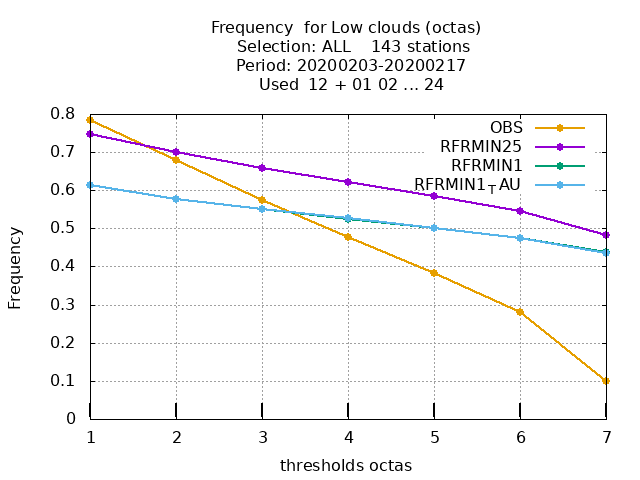 Frequency  for Low clouds (octas)
Selection: ALL    143 stations
Period: 20200203-20200217
Used  12 + 01 02 ... 24
0.8
0.7
0.6
0.5
0.4
0.3
0.2
0.1
0
Frequency
OBS
RFRMIN25
RFRMIN1
RFRMIN1TAU
1 2 3 4 5 6 7
thresholds octas